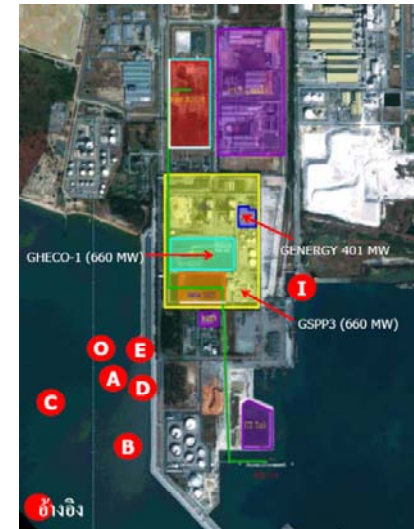 GHECO-1 (660 MW)
GENERGY 401 MW
I
GSPP3 (660 MW)
O
E
A
D
C
B
อ้างอิง